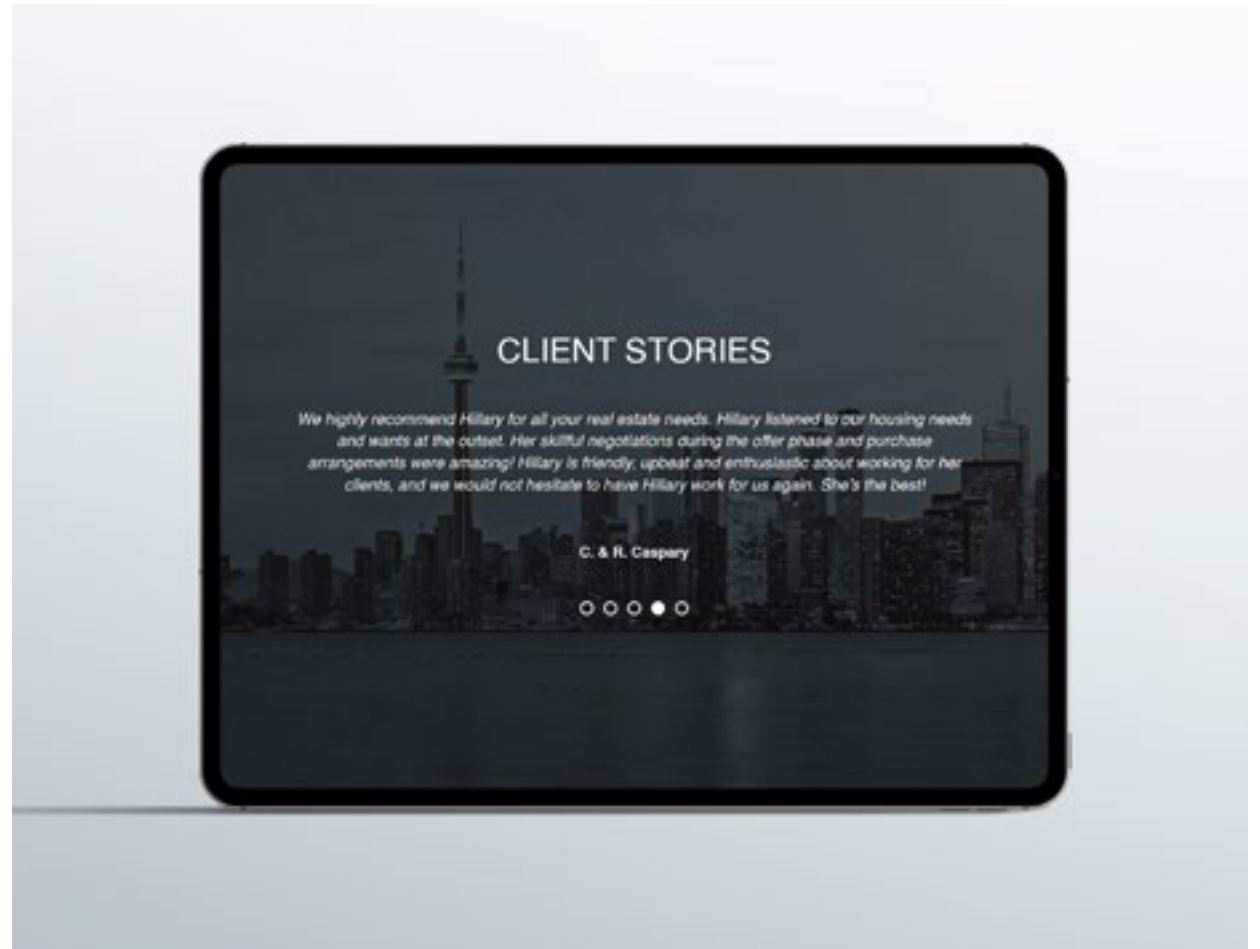 CLIENT STORIES
We highly recommend Hillary for all your real estate needs. Hillary listened to our housing needs
and wants at the outset. Her skillful negotiations during the offer phase and purchase
arrangements were amazing! Hillary is friendly, upbeat and enthusiastic about working for her
clients, and we would not hesitate to have Hillary work for us again. She's the best!
C. & R. Caspary